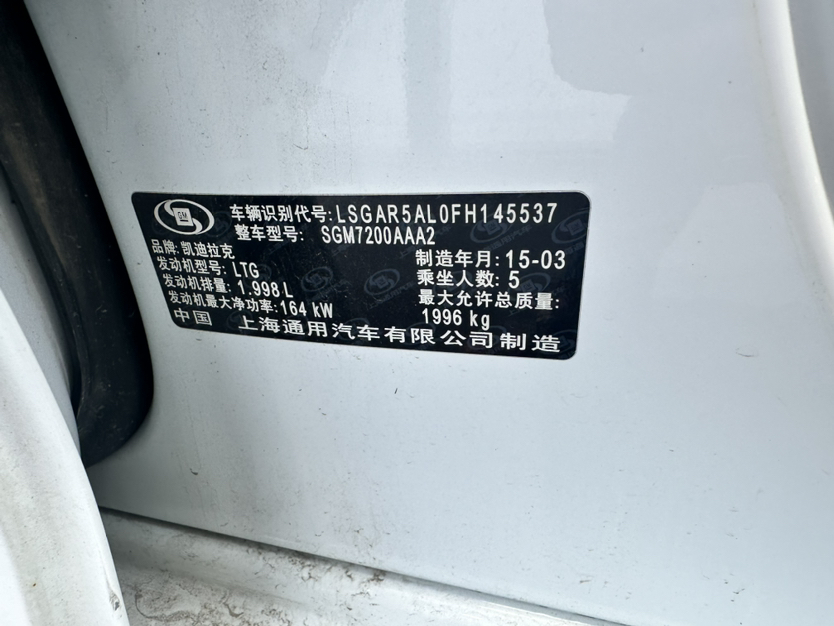 GM
车辆识别代号:LSGAR5AL0FH145537
整车型号: SGM7200AAA2
品牌: 凯迪拉克
制造年月: 15-03
发动机型号: LTG
乘坐人数: 5
发动机排量: 1.998 L
最大允许总质量:
发动机最大净功率:164 kW
1996 kg
中国 上海通用汽车有限公司制造